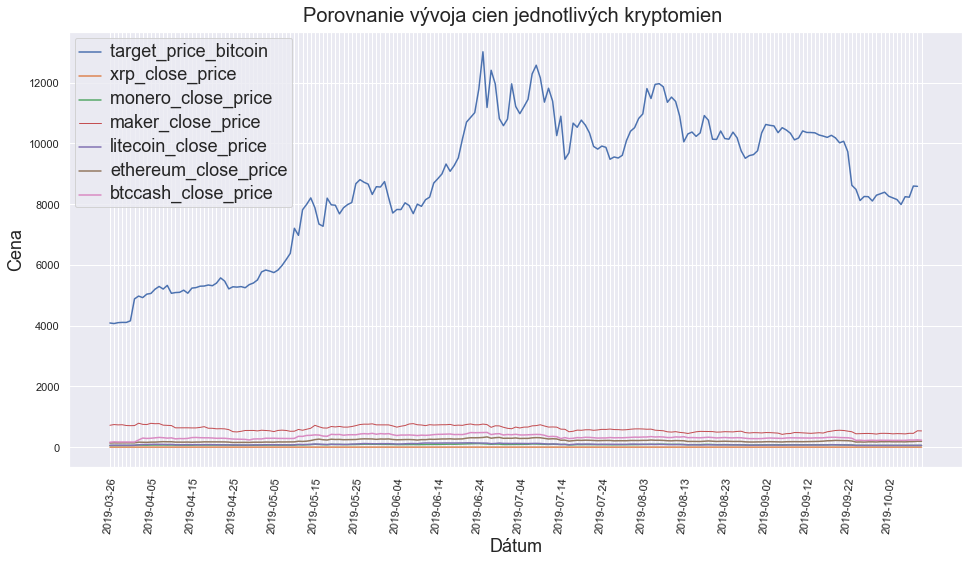 Porovnanie vývoja cien jednotlivých kryptomien
target_price_bitcoin
xrp_close_price
monero_close_price
maker_close_price
litecoin_close_price
ethereum_close_price
btccash_close_price
Cena
12000
10000
8000
6000
4000
2000
0
2019-03-26
2019-04-05
2019-04-15
2019-04-25
2019-05-05
2019-05-15
2019-05-25
2019-06-04
2019-06-14
2019-06-24
2019-07-04
2019-07-14
2019-07-24
2019-08-03
2019-08-13
2019-08-23
2019-09-02
2019-09-12
2019-09-22
2019-10-02
Dátum